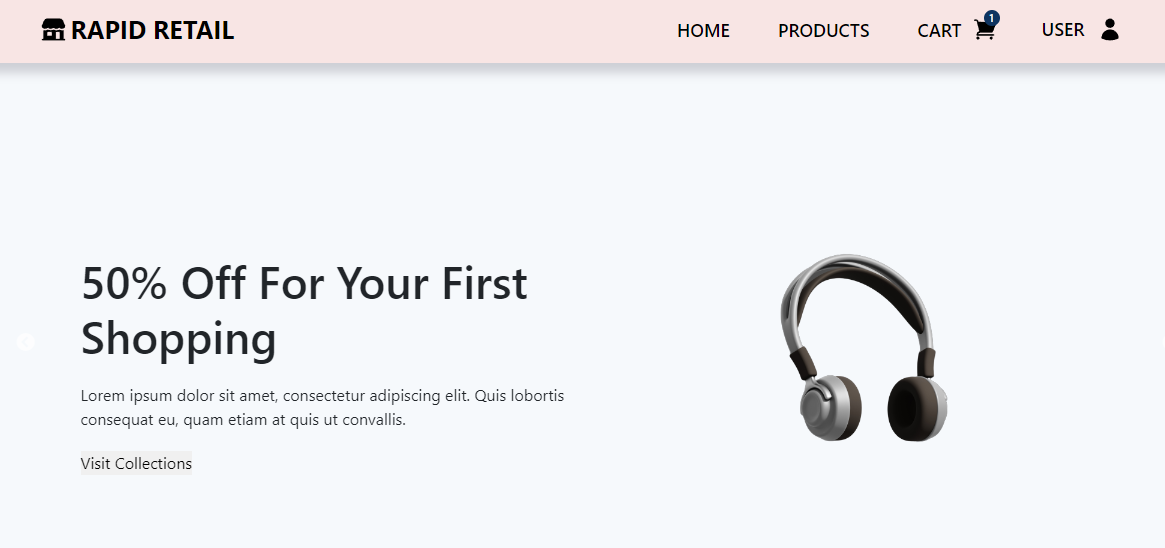 RAPID RETAIL
HOME
PRODUCTS
CART
1
USER
50% Off For Your First
Shopping
Lorem ipsum dolor sit amet, consectetur adipiscing elit. Quis lobortis
consequat eu, quam etiam at quis ut convallis.
Visit Collections